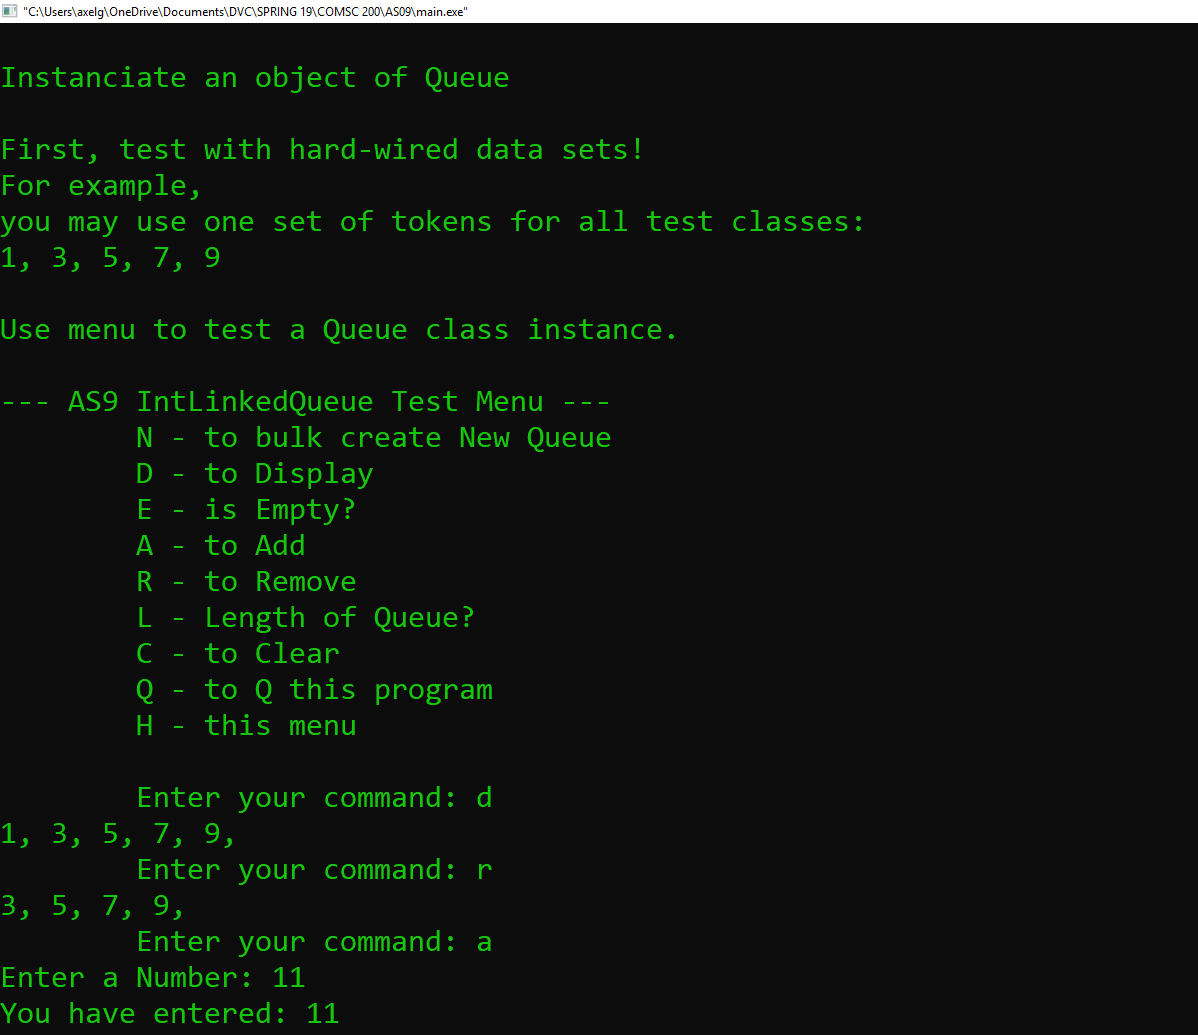 "C:\Users\axelg\OneDrive\Documents\DVC\SPRING 19\COMSC 200\AS09\main.exe"
Instanciate an object of Queue
First, test with hard-wired data sets!
For example,
you may use one set of tokens for all test classes:
1, 3, 5, 7, 9
Use menu to test a Queue class instance.
--- AS9 IntLinkedQueue Test Menu ---
N - to bulk create New Queue
D - to Display
E - is Empty?
A - to Add
R - to Remove
L - Length of Queue?
C - to Clear
Q - to Q this program
H - this menu
Enter your command: d
1, 3, 5, 7, 9,
Enter your command: r
3, 5, 7, 9,
Enter your command: a
Enter a Number: 11
You have entered: 11